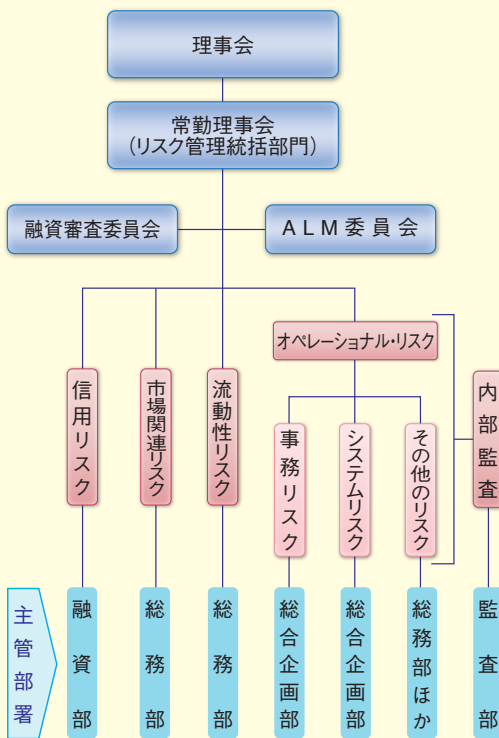 理事会
常勤理事会
(リスク管理統括部門)
融資審査委員会
ALM委員会
オペレーショナル・リスク
信用リスク
市場関連リスク
流動性リスク
事務リスク
システムリスク
その他のリスク
内部監査
主管部署
融資部
総務部
総務部
総合企画部
総合企画部
総務部ほか
監査部